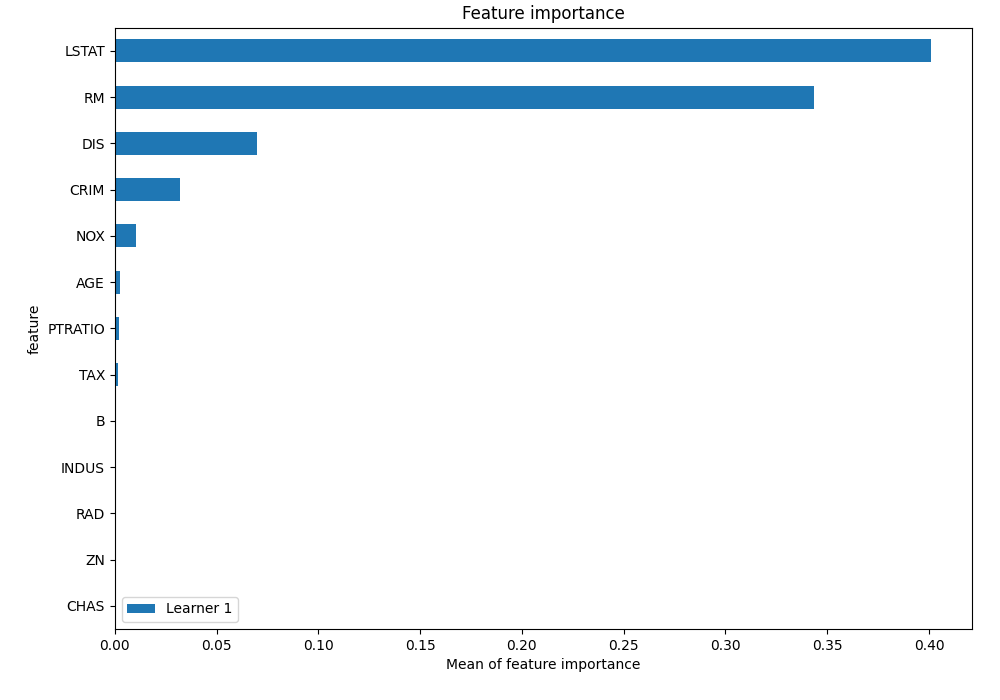 Feature importance
LSTAT
RM
DIS
CRIM
NOX
AGE
PTRATIO
TAX
B
INDUS
RAD
ZN
CHAS
feature
Learner 1
0.00 0.05 0.10 0.15 0.20 0.25 0.30 0.35 0.40
Mean of feature importance